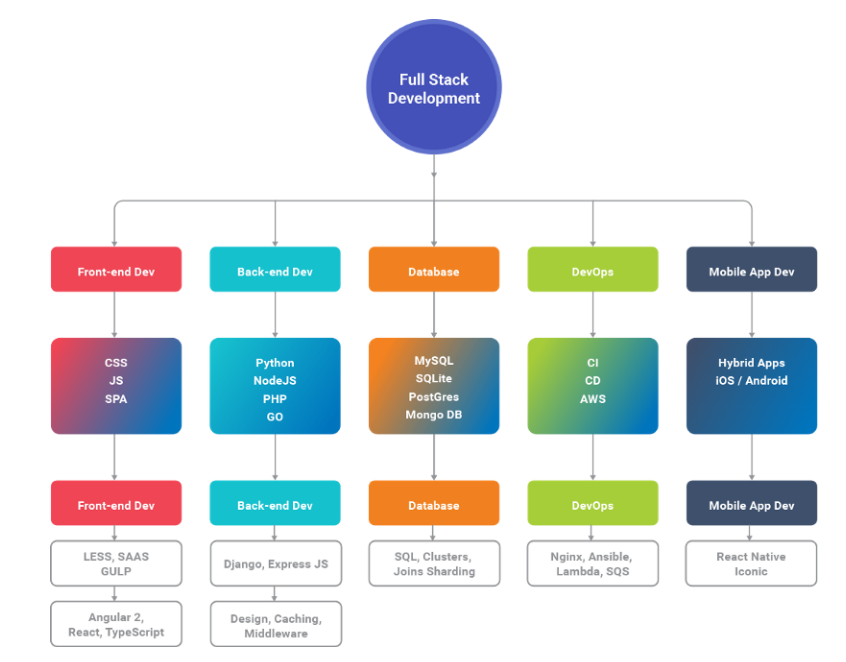 Full Stack
Development
Front-end Dev
Back-end Dev
Database
DevOps
Mobile App Dev
CSS
JS
SPA
Python
NodeJS
PHP
GO
MySQL
SQLite
PostGres
Mongo DB
CI
CD
AWS
Hybrid Apps
iOS / Android
Front-end Dev
Back-end Dev
Database
DevOps
Mobile App Dev
LESS, SAAS
GULP
Django, Express JS
SQL, Clusters,
Joins Sharding
Nginx, Ansible,
Lambda, SQS
React Native
Iconic
Angular 2,
React, TypeScript
Design, Caching,
Middleware